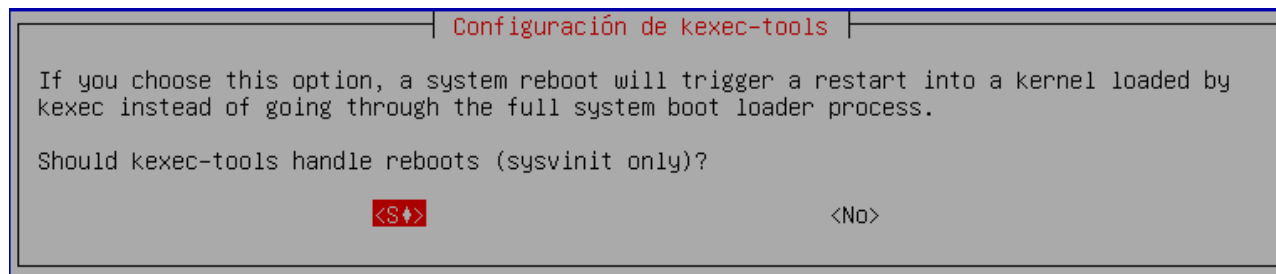 Configuración de kexec-tools
If you choose this option, a system reboot will trigger a restart into a kernel loaded by
kexec instead of going through the full system boot loader process.
Should kexec-tools handle reboots (sysvinit only)?
<S♦> <No>